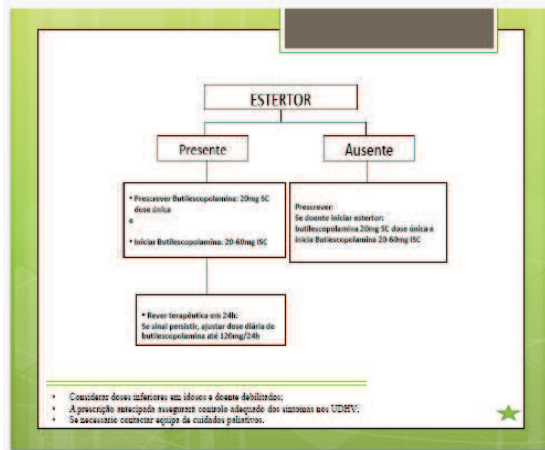 ESTERTOR
Presente
Ausente
• Prescrever Butilescopolamina: 20mg SC
dose única
e
• Iniciar Butilescopolamina: 20-60mg ISC
Prescrever:
Se doente iniciar estertor:
butilescopolamina 20mg SC dose única e
inicia Butilescopolamina 20-60mg ISC
• Rever terapêutica em 24h:
Se sinal persistir, ajustar dose diária de
butilescopolamina até 120mg/24h
• Considerar doses inferiores em idosos e doente debilitados;
• A prescrição antecipada assegurará controlo adequado dos sintomas nos UDHV;
• Se necessário contactar equipa de cuidados paliativos.